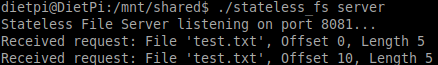 dietpi@DietPi:/mnt/shared$ ./stateless_fs server
Stateless File Server listening on port 8081...
Received request: File 'test.txt', Offset 0, Length 5
Received request: File 'test.txt', Offset 10, Length 5